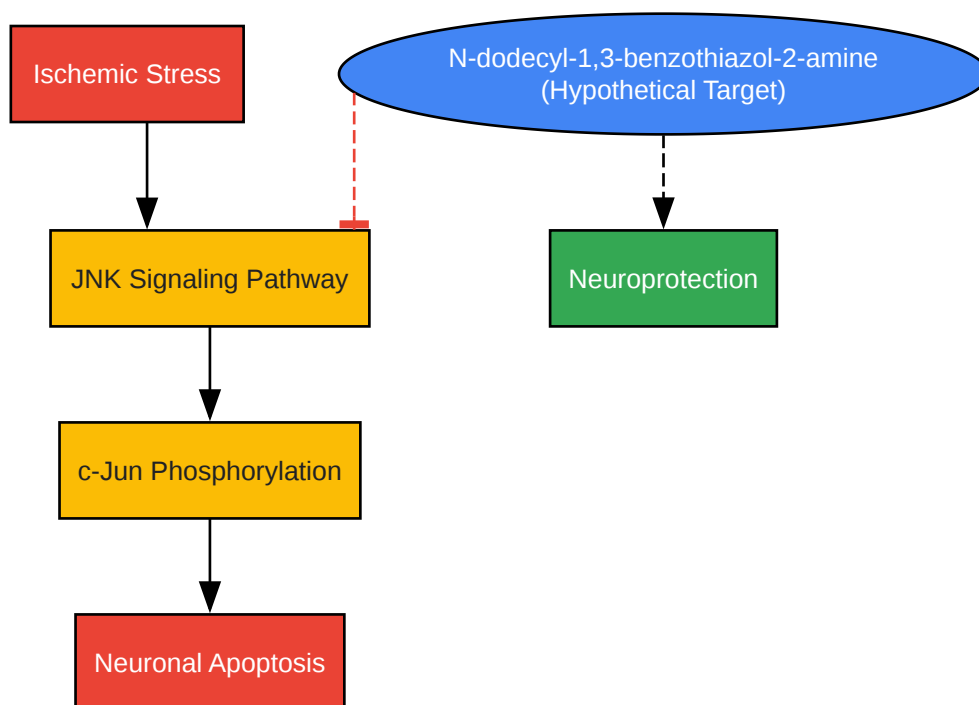 Ischemic Stress
N-dodecyl-1,3-benzothiazol-2-amine
(Hypothetical Target)
JNK Signaling Pathway
Neuroprotection
c-Jun Phosphorylation
Neuronal Apoptosis